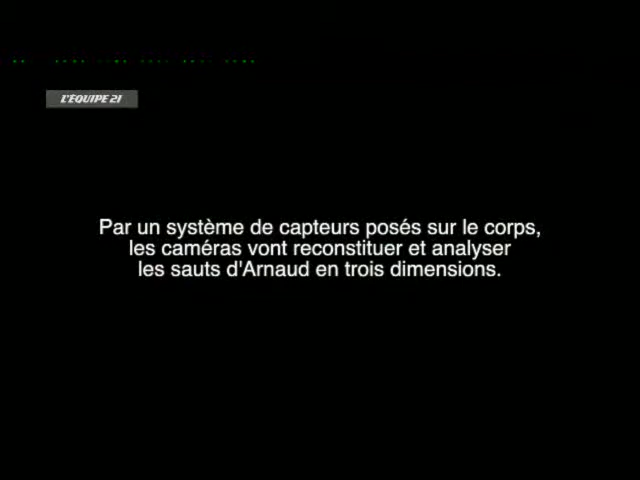 L'ÉQUIPE 21
Par un système de capteurs posés sur le corps,
les caméras vont reconstituer et analyser
les sauts d'Arnaud en trois dimensions.